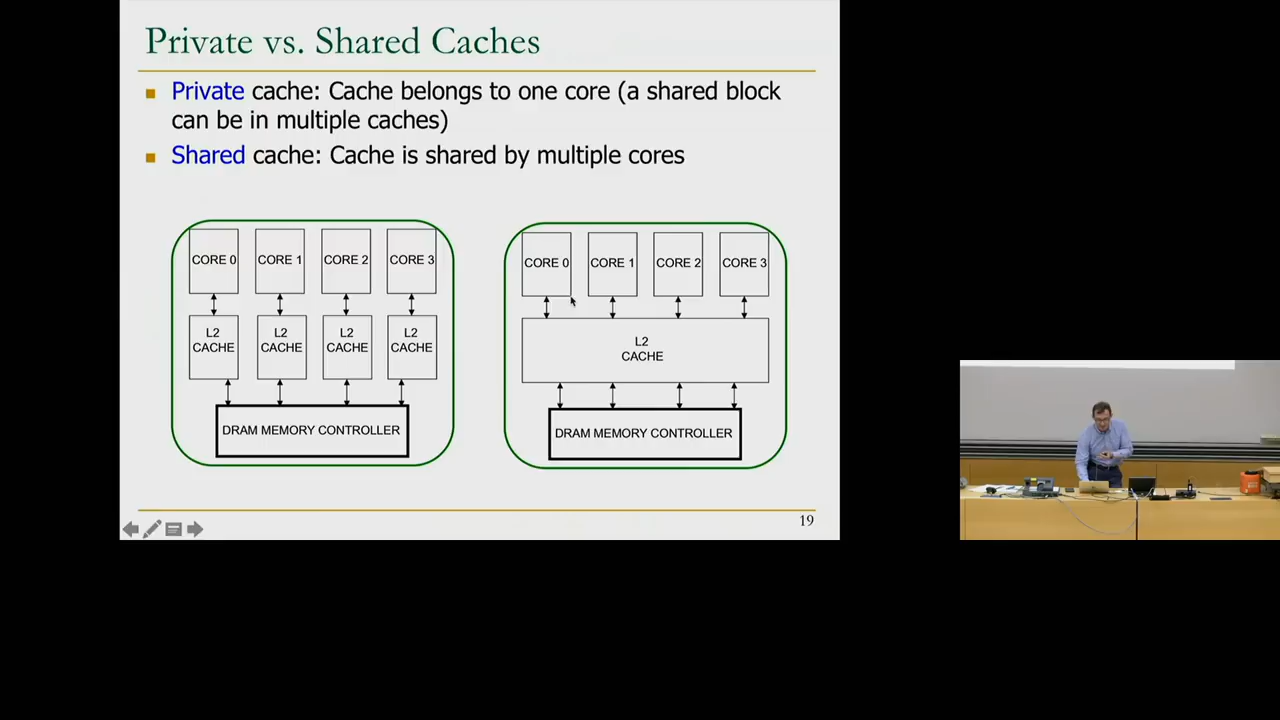 Private vs. Shared Caches
Private cache: Cache belongs to one core (a shared block
can be in multiple caches)
Shared cache: Cache is shared by multiple cores
CORE 0 CORE 1 CORE 2 CORE 3
L2 CACHE
L2 CACHE
L2 CACHE
L2 CACHE
DRAM MEMORY CONTROLLER
CORE 0 CORE 1 CORE 2 CORE 3
L2
CACHE
DRAM MEMORY CONTROLLER
19